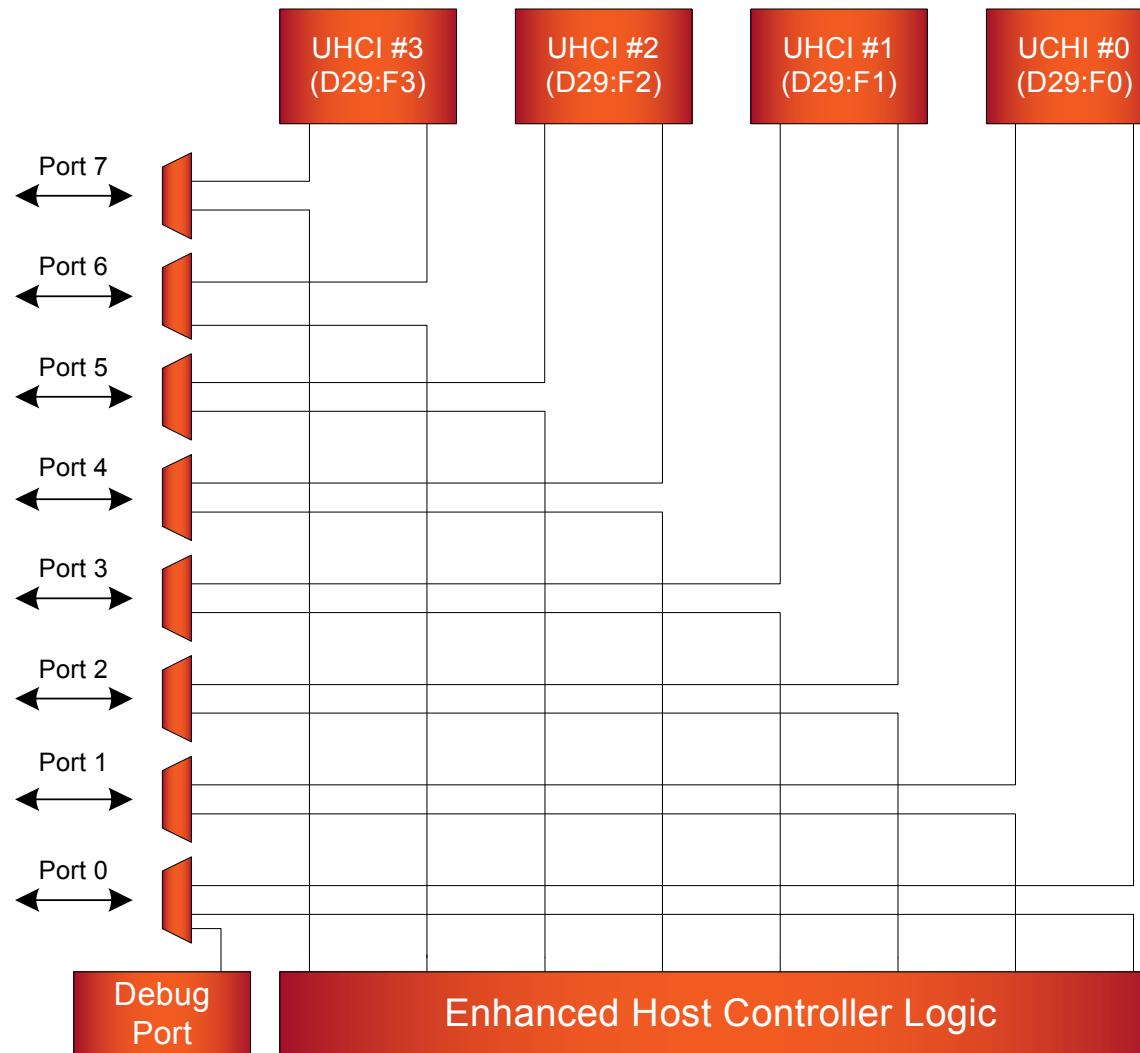 UHCI #3
(D29:F3)
UHCI #2
(D29:F2)
UHCI #1
(D29:F1)
UCHI #0
(D29:F0)
Port 7
Port 6
Port 5
Port 4
Port 3
Port 2
Port 1
Port 0
Debug
Port
Enhanced Host Controller Logic